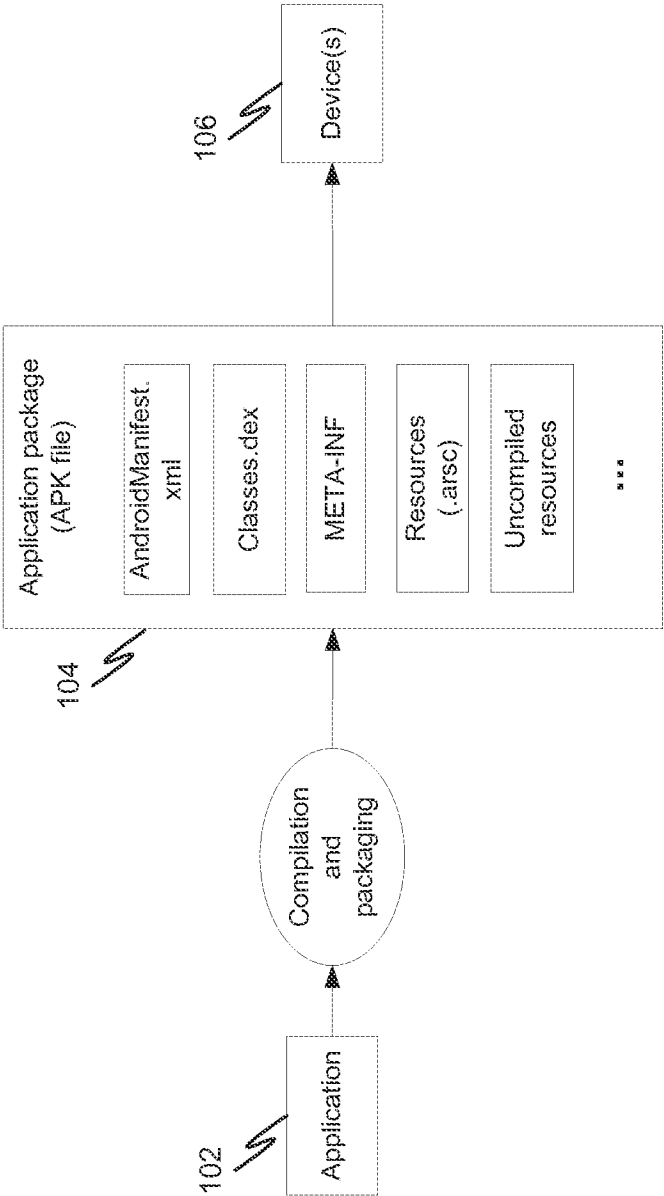 102
Application
Compilation
and
packaging
104
Application package
(APK file)
AndroidManifest.
xml
Classes.dex
META-INF
Resources
(.arsc)
Uncompiled
resources
...
106
Device(s)